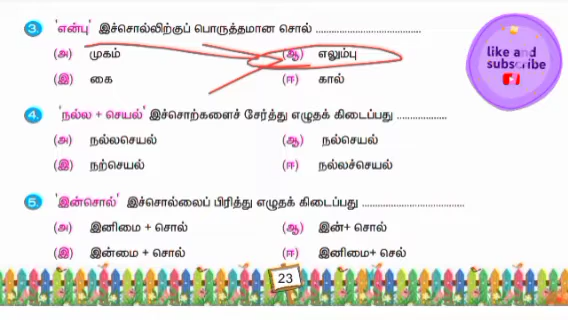 3. 'என்பு' இச்சொல்லிற்குப் பொருத்தமான சொல் ......................................
(அ) முகம் (ஆ) எலும்பு
(இ) கை (ஈ) கால்
like and subscribe
4. 'நல்ல + செயல்' இச்சொற்களைச் சேர்த்து எழுதக் கிடைப்பது ..................
(அ) நல்லசெயல் (ஆ) நல்செயல்
(இ) நற்செயல் (ஈ) நல்லச்செயல்
5. 'இன்சொல்' இச்சொல்லைப் பிரித்து எழுதக் கிடைப்பது .....................................
(அ) இனிமை + சொல் (ஆ) இன்+ சொல்
(இ) இன்மை + சொல் (ஈ) இனிமை+ செல்
23